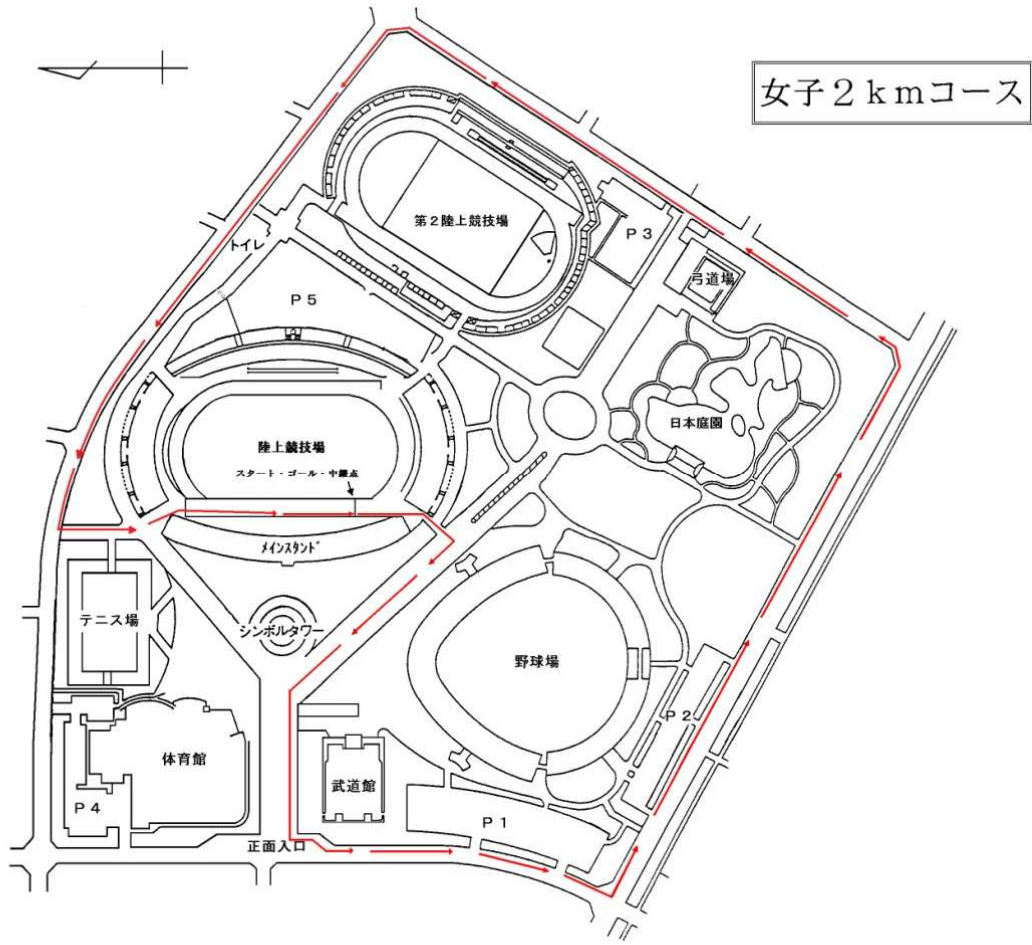 女子２ｋｍコース
第２陸上競技場
Ｐ３
トイレ
弓道場
Ｐ５
日本庭園
陸上競技場
スタート・ゴール・中継点
メインスタンド
テニス場
シンボルタワー
野球場
Ｐ２
体育館
武道館
Ｐ４
Ｐ１
正面入口